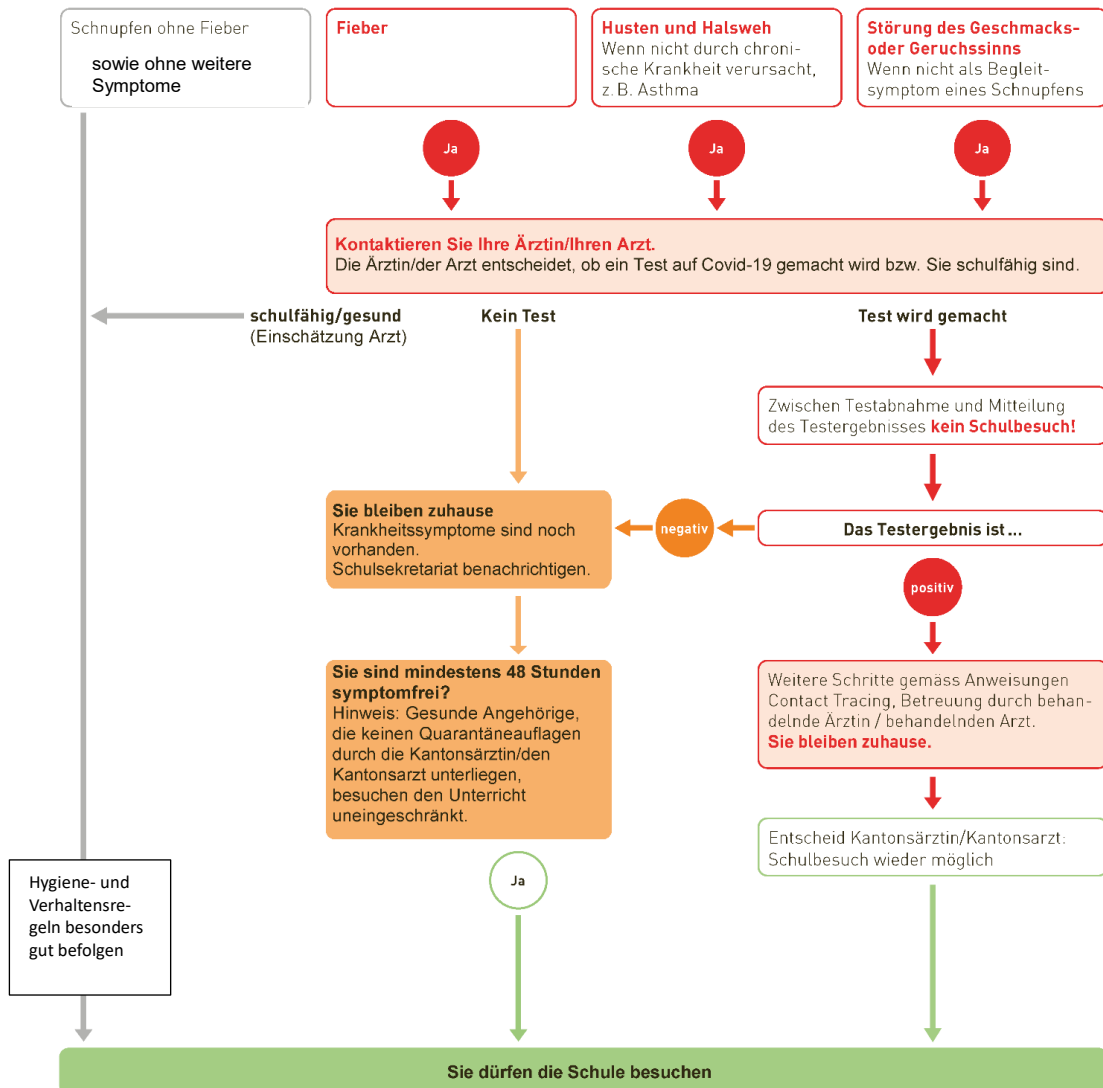 Schnupfen ohne Fieber
sowie ohne weitere
Symptome
Fieber
Husten und Halsweh
Wenn nicht durch chroni-
sche Krankheit verursacht,
z. B. Asthma
Störung des Geschmacks-
oder Geruchssinns
Wenn nicht als Begleit-
symptom eines Schnupfens
Ja
Ja
Ja
Kontaktieren Sie Ihre Ärztin/Ihren Arzt.
Die Ärztin/der Arzt entscheidet, ob ein Test auf Covid-19 gemacht wird bzw. Sie schulfähig sind.
schulfähig/gesund
(Einschätzung Arzt)
Kein Test
Test wird gemacht
Zwischen Testabnahme und Mitteilung
des Testergebnisses kein Schulbesuch!
Sie bleiben zuhause
Krankheitssymptome sind noch
vorhanden.
Schulsekretariat benachrichtigen.
negativ
Das Testergebnis ist ...
positiv
Sie sind mindestens 48 Stunden
symptomfrei?
Hinweis: Gesunde Angehörige,
die keinen Quarantäneauflagen
durch die Kantonsärztin/den
Kantonsarzt unterliegen,
besuchen den Unterricht
uneingeschränkt.
Weitere Schritte gemäss Anweisungen
Contact Tracing, Betreuung durch behan-
delnde Ärztin / behandelnden Arzt.
Sie bleiben zuhause.
Entscheid Kantonsärztin/Kantonsarzt:
Schulbesuch wieder möglich
Ja
Hygiene- und
Verhaltensre-
geln besonders
gut befolgen
Sie dürfen die Schule besuchen